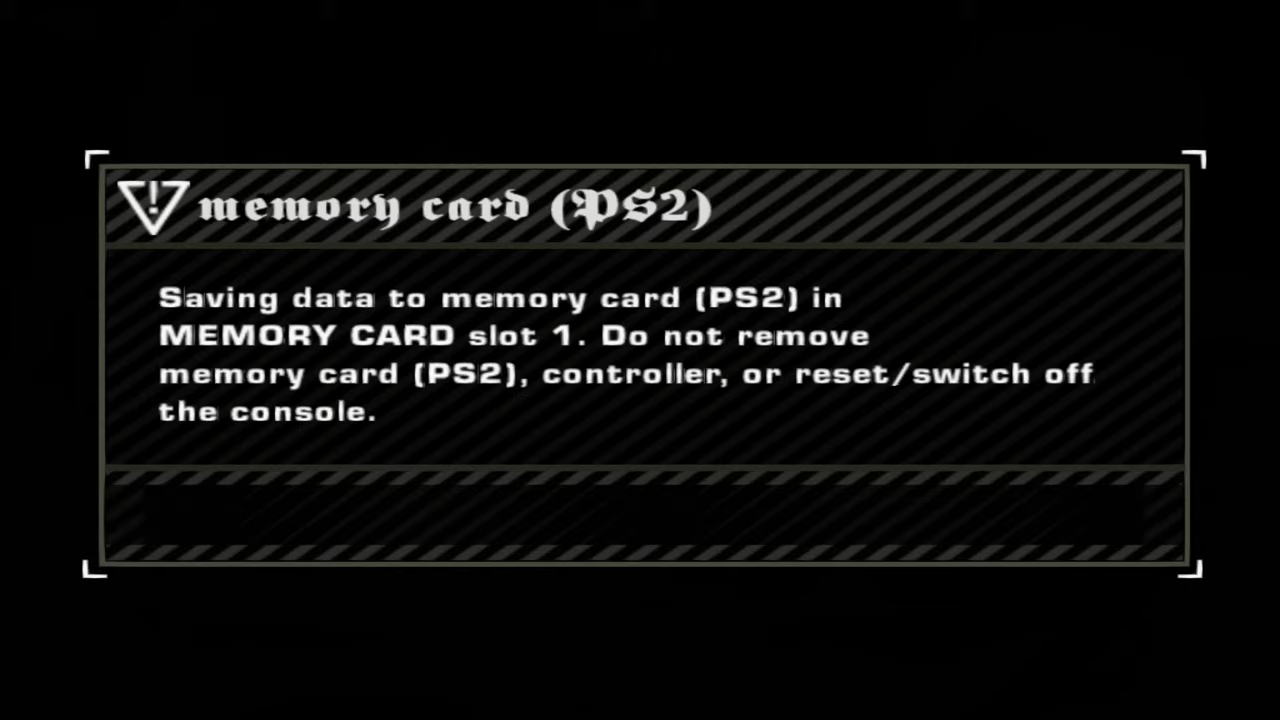 memory card (PS2)
Saving data to memory card (PS2) in
MEMORY CARD slot 1. Do not remove
memory card (PS2), controller, or reset/switch off
the console.